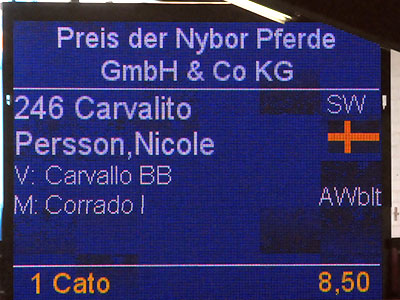 Preis der Nybor Pferde
GmbH & Co KG
246 Carvalito SW
Persson,Nicole
V: Carvallo BB
M: Corrado I AWblt
1 Cato 8,50